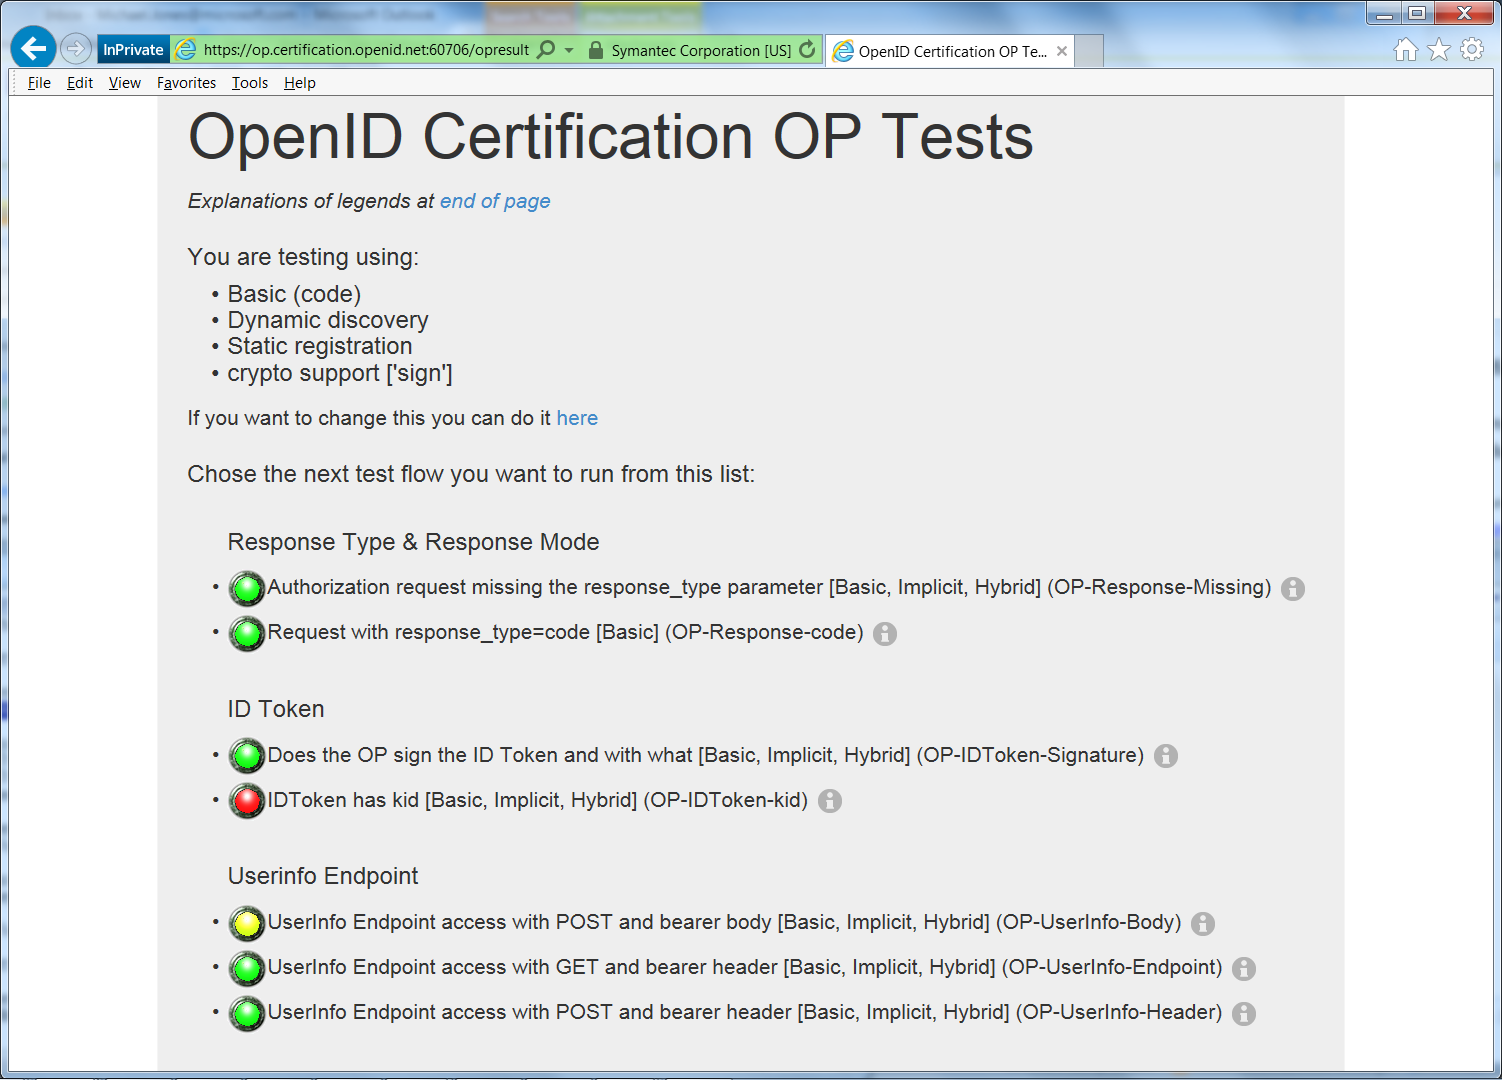 InPrivate https://op.certification.openid.net:60706/opresult Symantec Corporation [US] OpenID Certification OP Te...
File Edit View Favorites Tools Help
OpenID Certification OP Tests
Explanations of legends at end of page
You are testing using:
• Basic (code)
• Dynamic discovery
• Static registration
• crypto support ['sign']
If you want to change this you can do it here
Chose the next test flow you want to run from this list:
Response Type & Response Mode
• Authorization request missing the response_type parameter [Basic, Implicit, Hybrid] (OP-Response-Missing)
• Request with response_type=code [Basic] (OP-Response-code)
ID Token
• Does the OP sign the ID Token and with what [Basic, Implicit, Hybrid] (OP-IDToken-Signature)
• IDToken has kid [Basic, Implicit, Hybrid] (OP-IDToken-kid)
Userinfo Endpoint
• UserInfo Endpoint access with POST and bearer body [Basic, Implicit, Hybrid] (OP-UserInfo-Body)
• UserInfo Endpoint access with GET and bearer header [Basic, Implicit, Hybrid] (OP-UserInfo-Endpoint)
• UserInfo Endpoint access with POST and bearer header [Basic, Implicit, Hybrid] (OP-UserInfo-Header)